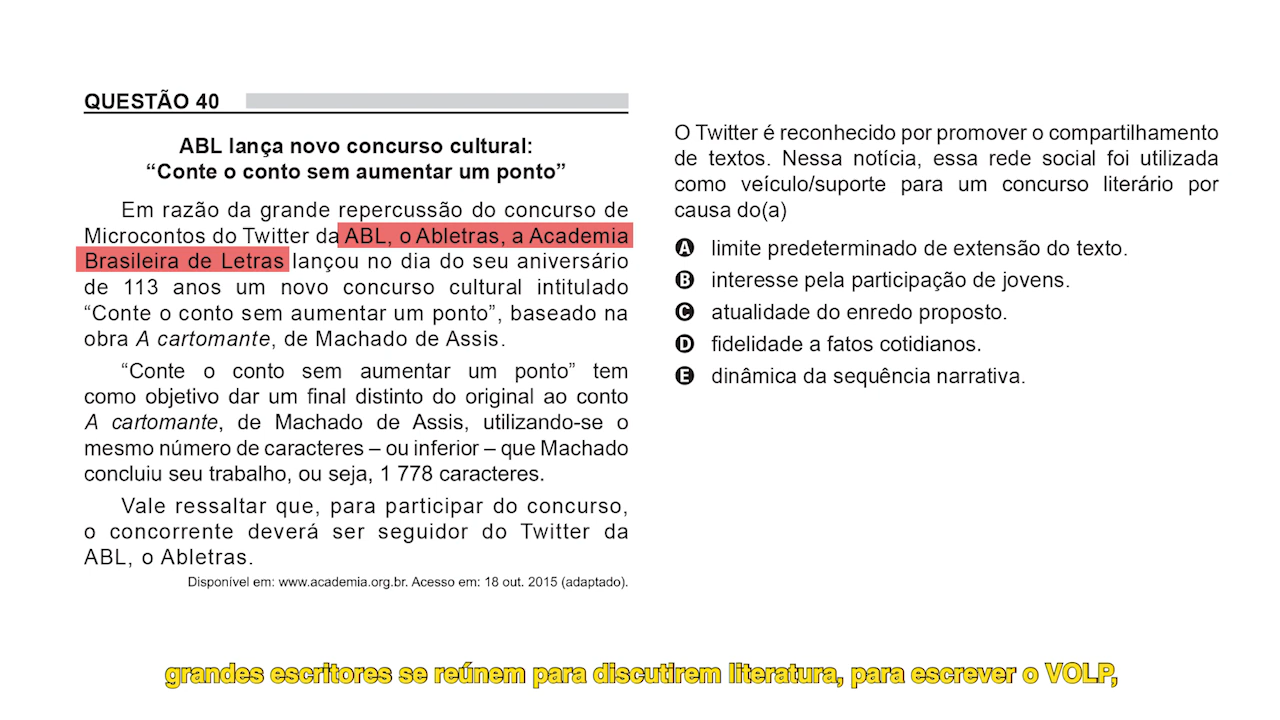 QUESTÃO 40
ABL lança novo concurso cultural:
“Conte o conto sem aumentar um ponto”
Em razão da grande repercussão do concurso de
Microcontos do Twitter da ABL, o Abletras, a Academia
Brasileira de Letras lançou no dia do seu aniversário
de 113 anos um novo concurso cultural intitulado
“Conte o conto sem aumentar um ponto”, baseado na
obra A cartomante, de Machado de Assis.
“Conte o conto sem aumentar um ponto” tem
como objetivo dar um final distinto do original ao conto
A cartomante, de Machado de Assis, utilizando-se o
mesmo número de caracteres – ou inferior – que Machado
concluiu seu trabalho, ou seja, 1 778 caracteres.
Vale ressaltar que, para participar do concurso,
o concorrente deverá ser seguidor do Twitter da
ABL, o Abletras.
Disponível em: www.academia.org.br. Acesso em: 18 out. 2015 (adaptado).
O Twitter é reconhecido por promover o compartilhamento
de textos. Nessa notícia, essa rede social foi utilizada
como veículo/suporte para um concurso literário por
causa do(a)
A limite predeterminado de extensão do texto.
B interesse pela participação de jovens.
C atualidade do enredo proposto.
D fidelidade a fatos cotidianos.
E dinâmica da sequência narrativa.
grandes escritores se reúnem para discutirem literatura, para escrever o VOLP,